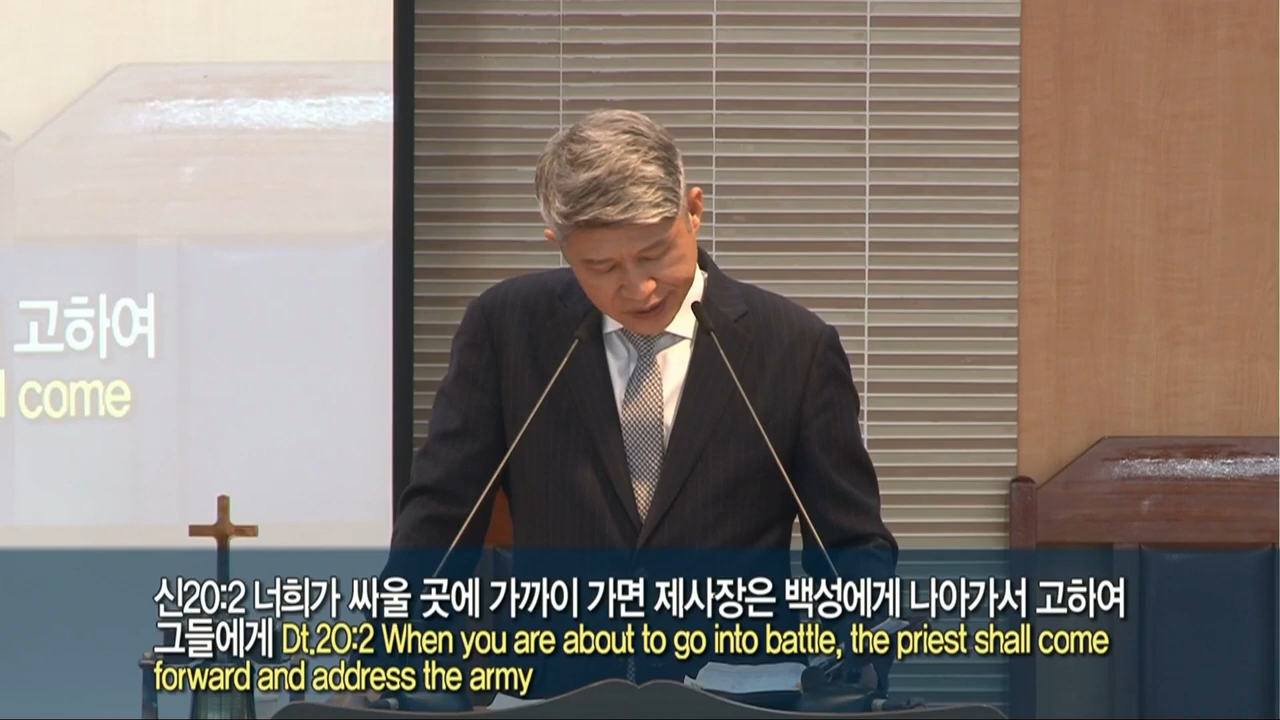 고하여
l come
신20:2 너희가 싸울 곳에 가까이 가면 제사장은 백성에게 나아가서 고하여
그들에게 Dt.20:2 When you are about to go into battle, the priest shall come
forward and address the army